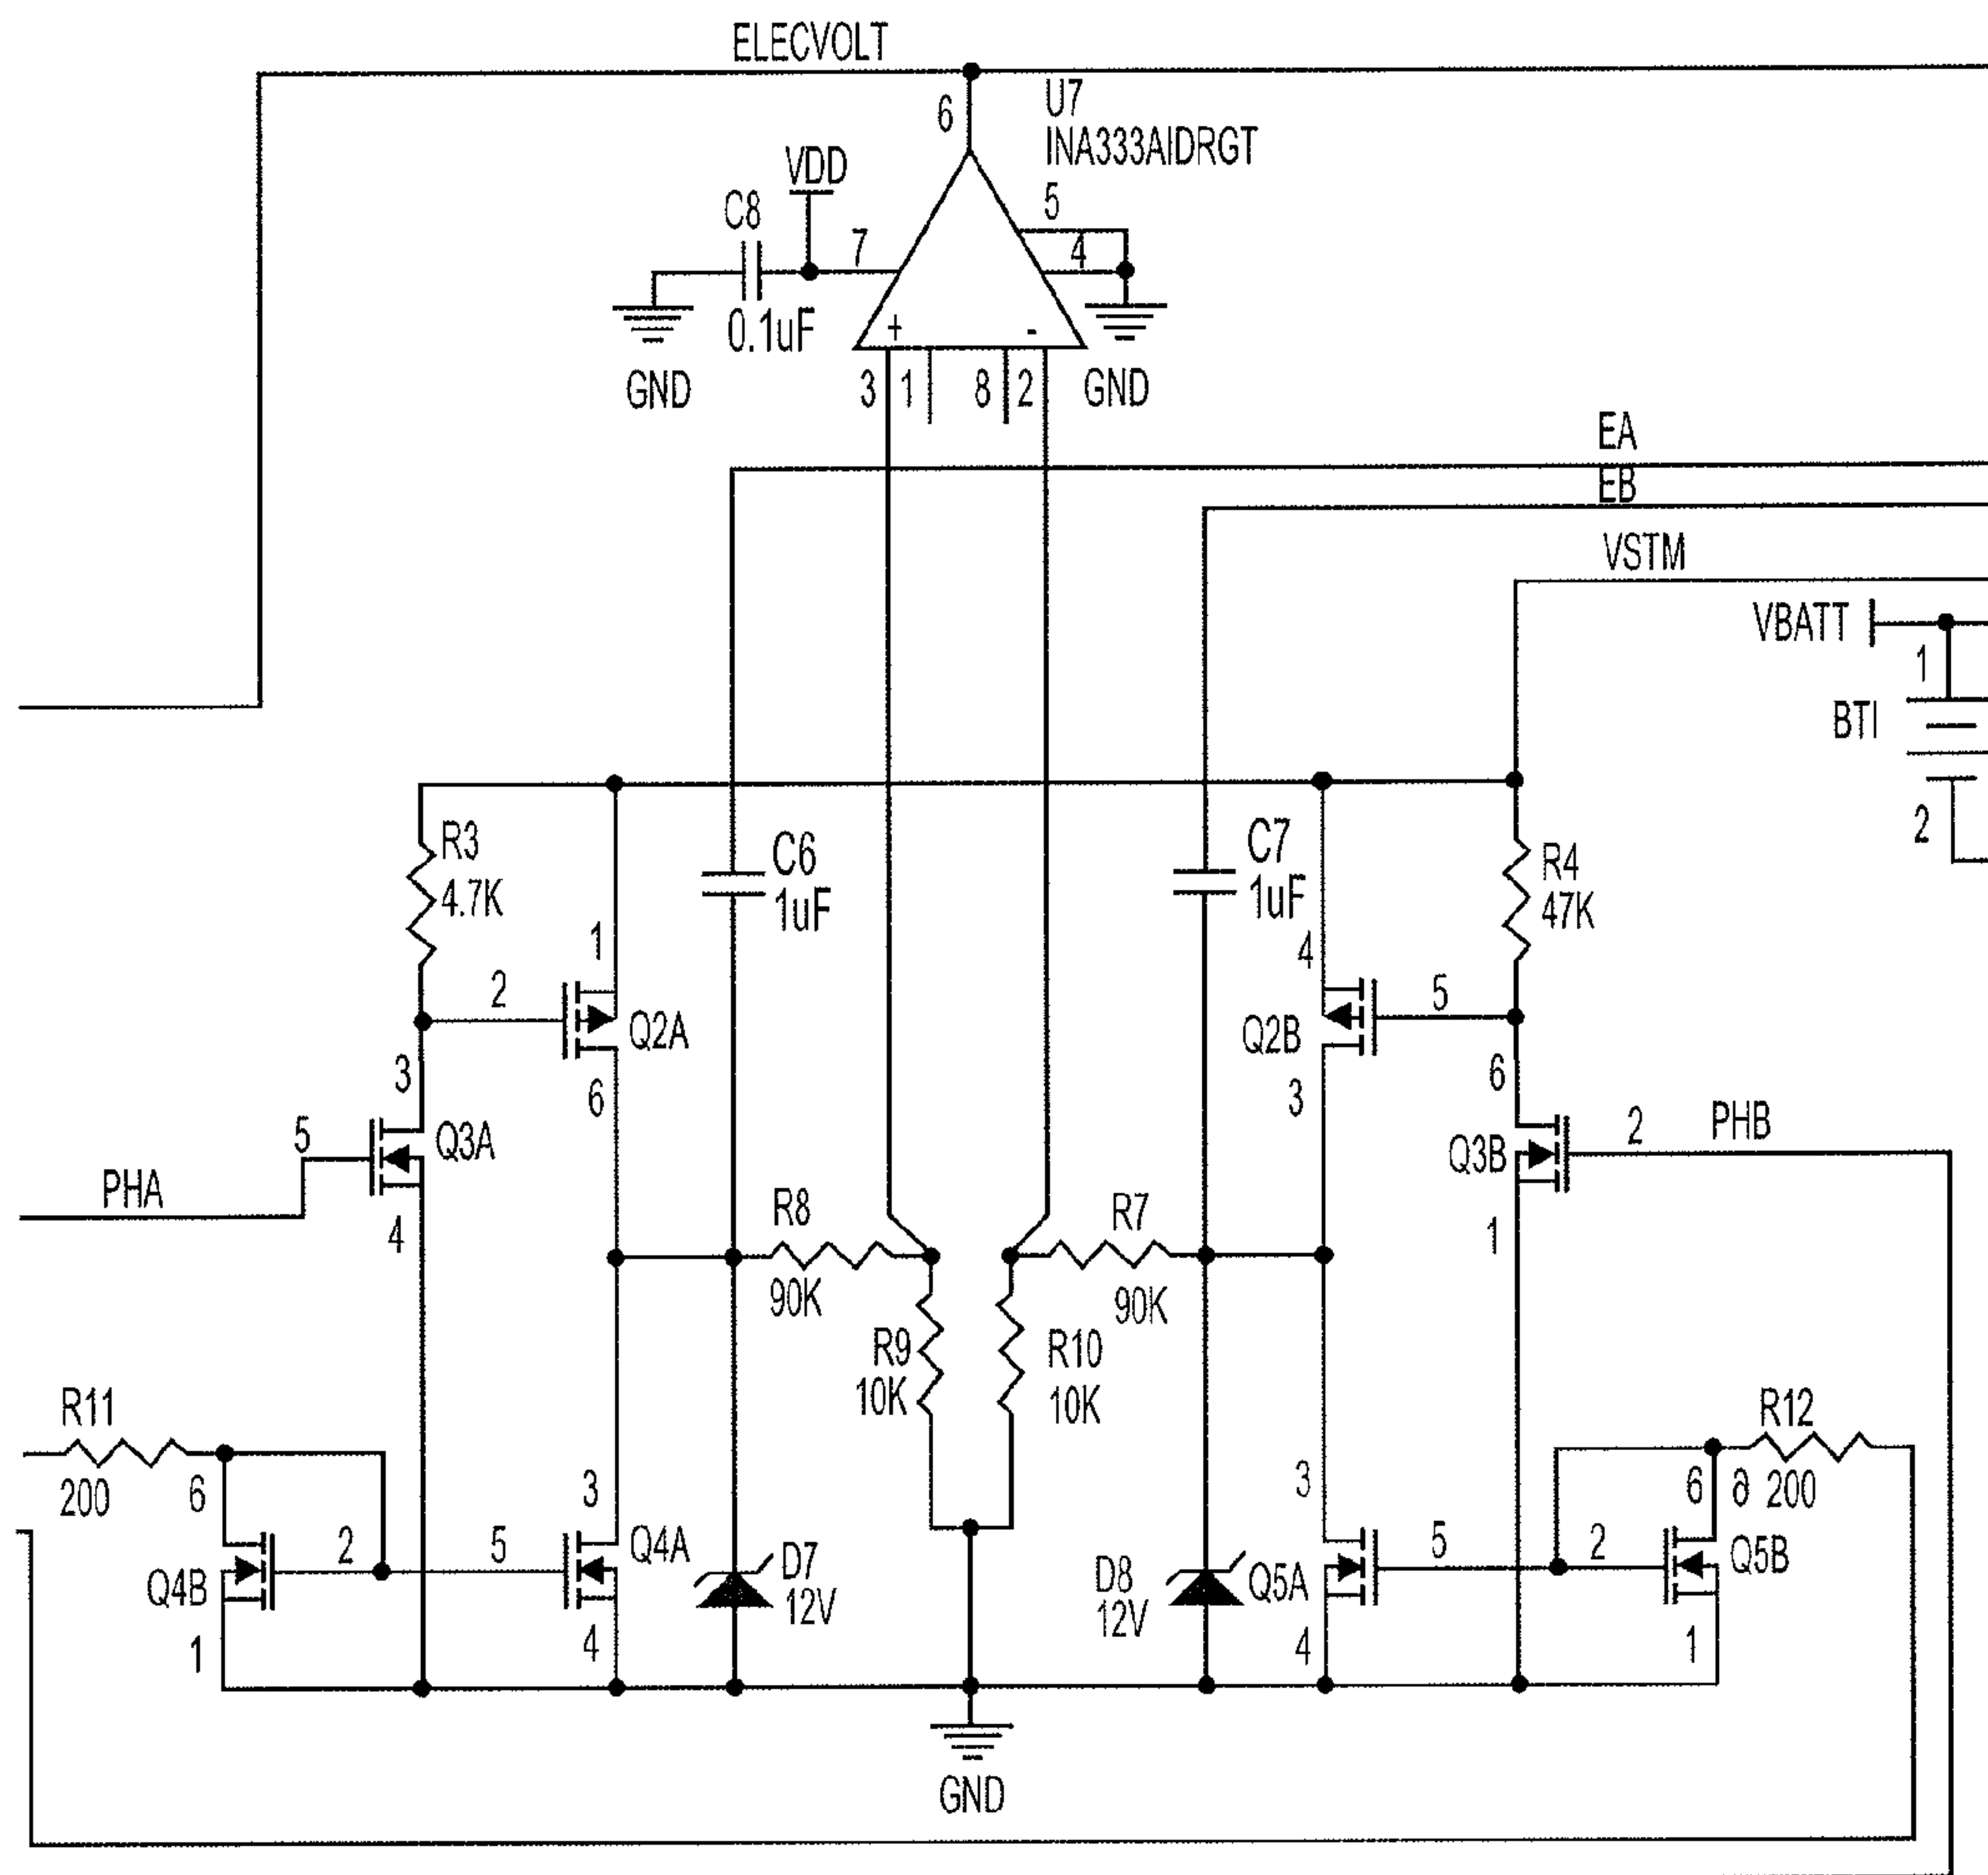 ELECVOLT
6
U7
INA333AIDRGT
VDD
C8
7
5
4
0.1uF
+
-
GND
3
1
8
2
GND
EA
EB
VSTM
VBATT
1
BTI
2
R3
4.7K
C6
1uF
C7
1uF
R4
47K
1
4
2
Q2A
Q2B
5
3
6
3
6
5
Q3A
Q3B
2
PHB
PHA
4
R8
R7
1
90K
90K
R9
10K
R10
10K
R11
200
R12
∂ 200
6
3
3
6
Q4B
2
5
Q4A
D7
12V
D8
12V
Q5A
5
2
Q5B
1
4
4
1
GND